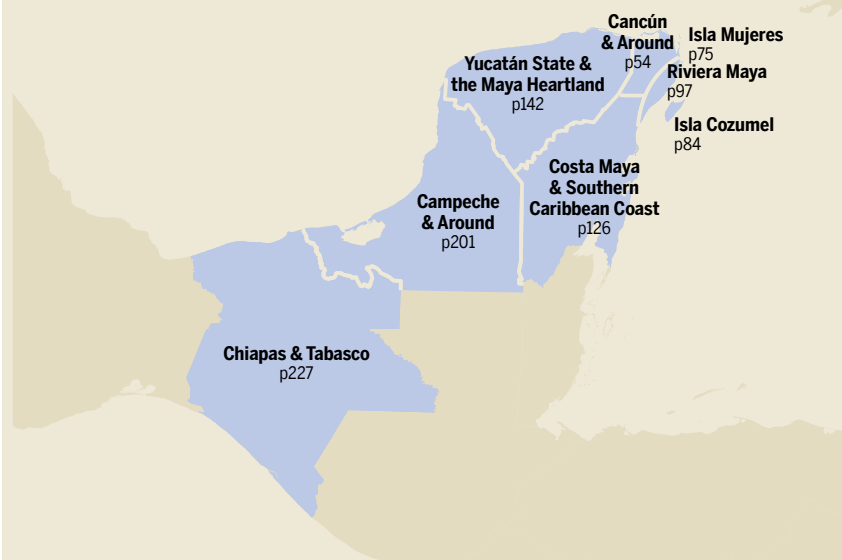 Cancún
& Around
p54
Isla Mujeres
p75
Yucatán State &
the Maya Heartland
p142
Riviera Maya
p97
Isla Cozumel
p84
Costa Maya
& Southern
Caribbean Coast
p126
Campeche
& Around
p201
Chiapas & Tabasco
p227